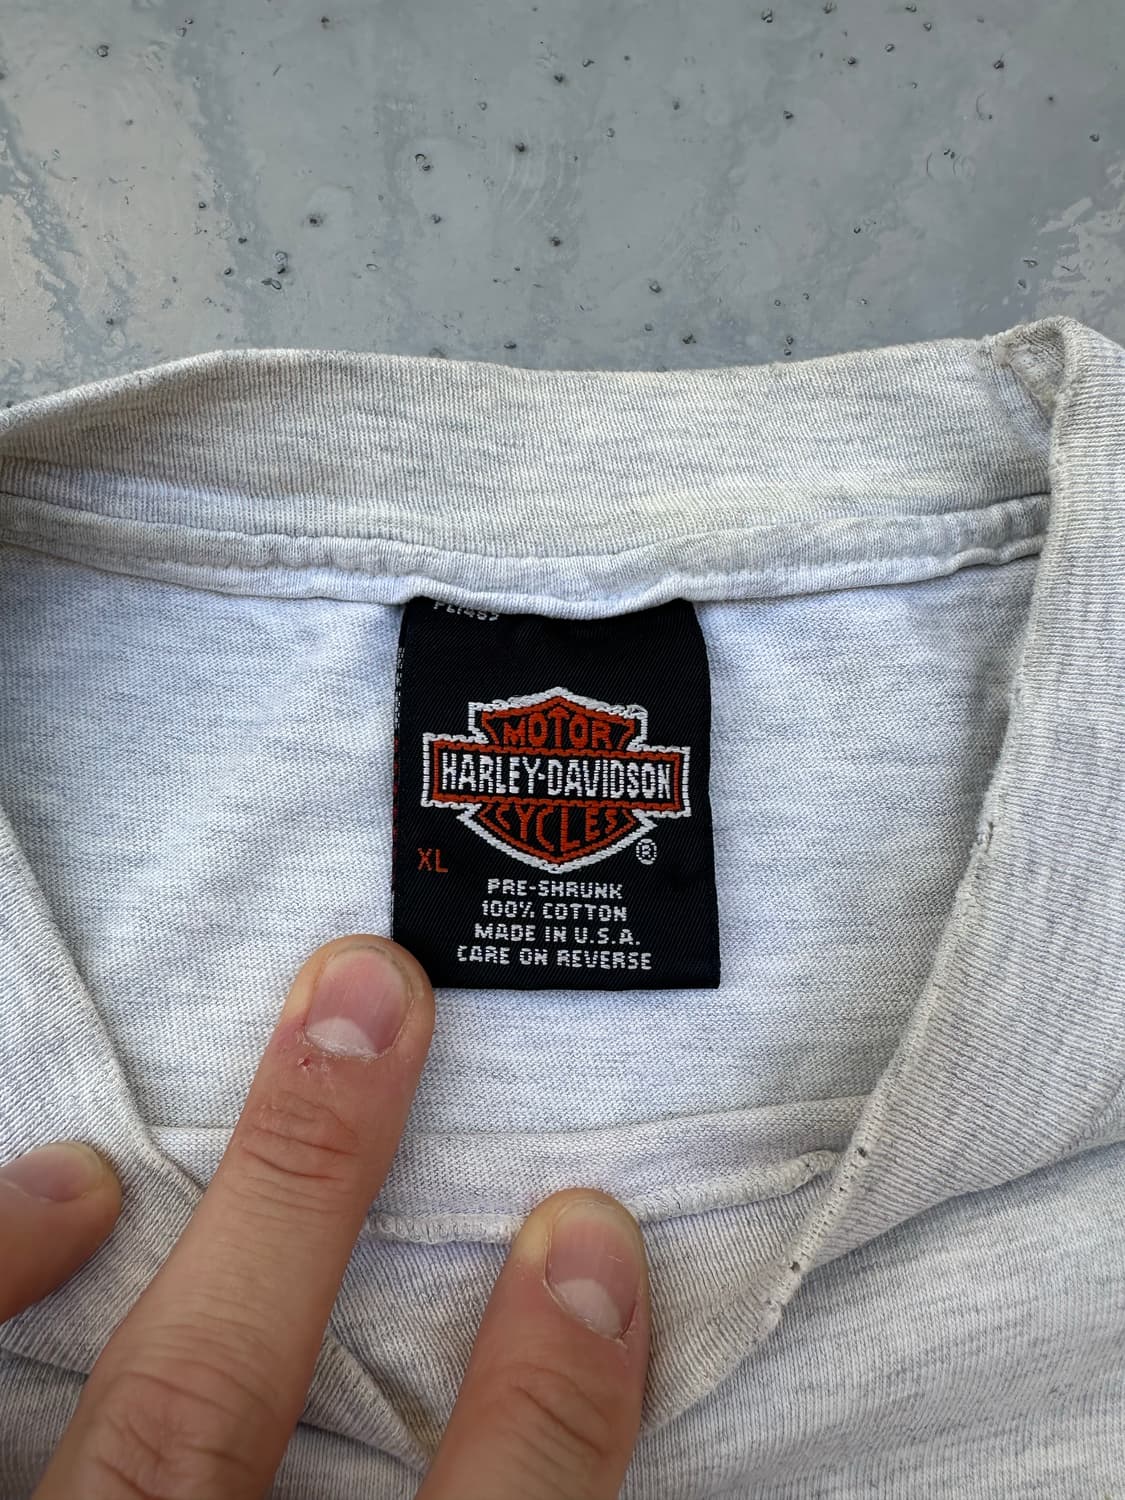 MOTOR
HARLEY-DAVIDSON
CYCLES
®
XL
PRE-SHRUNK
100% COTTON
MADE IN U.S.A.
CARE ON REVERSE